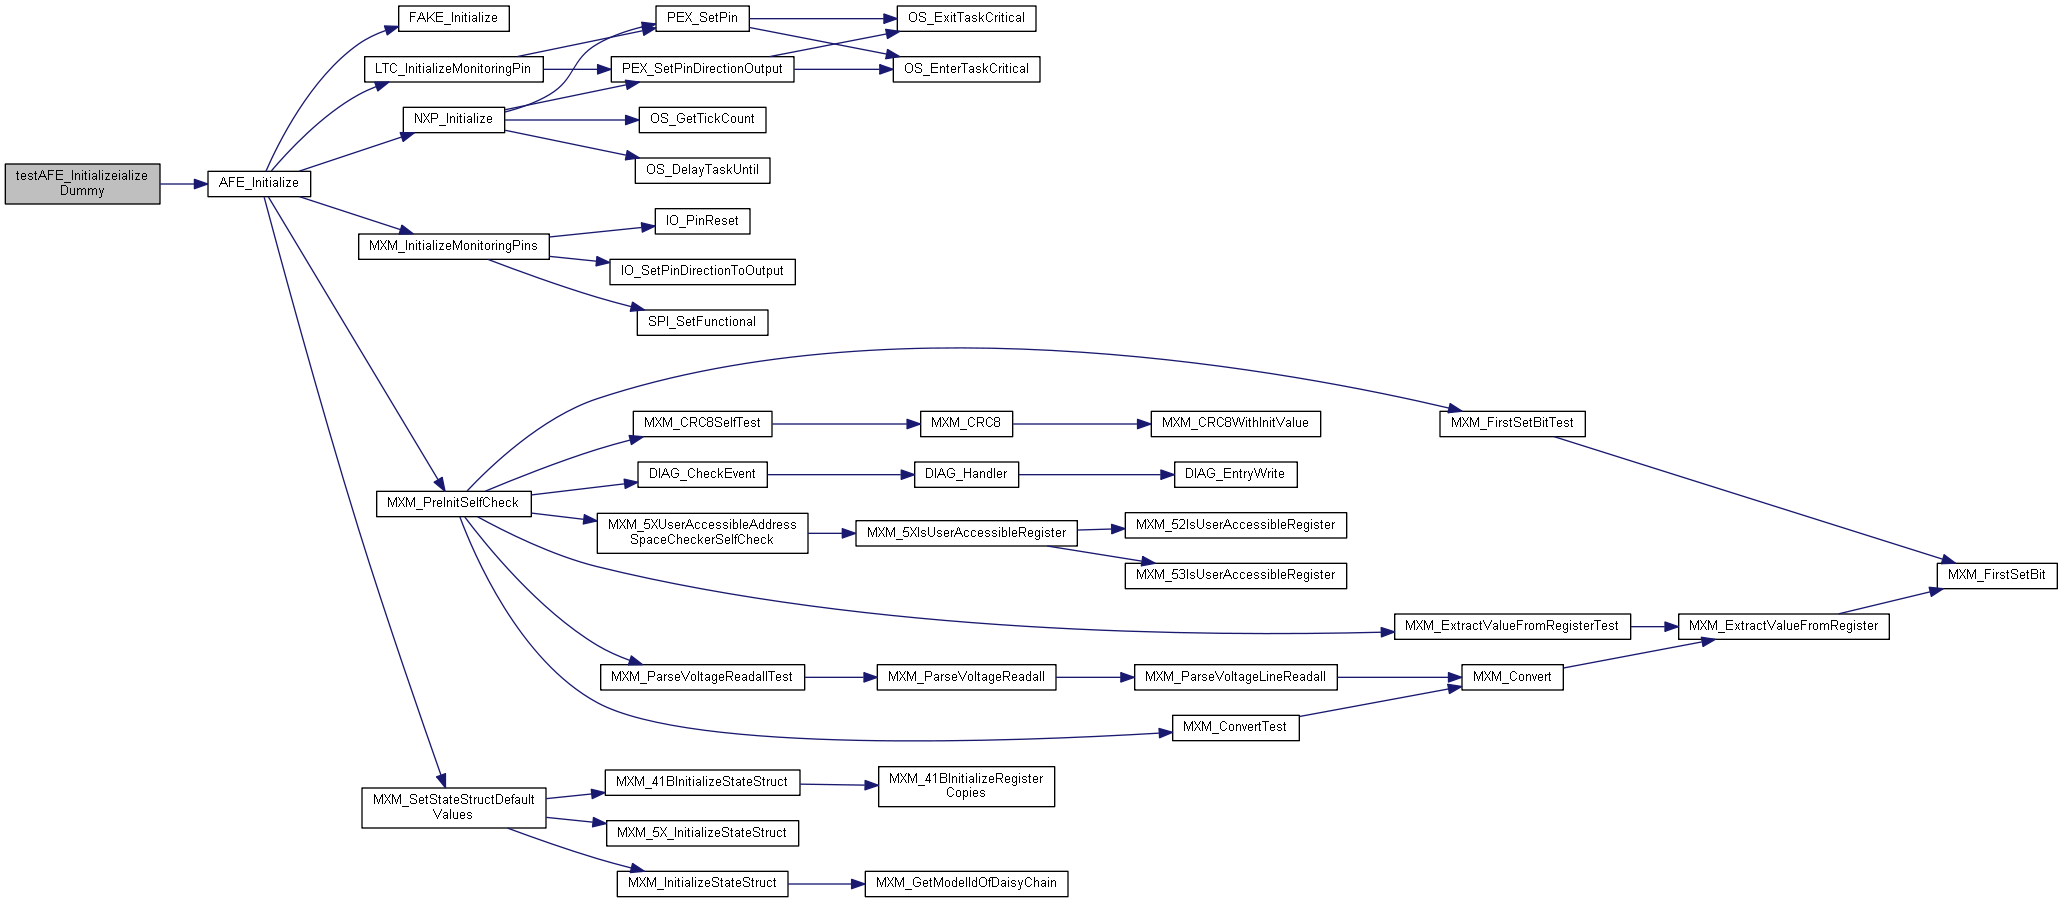 testAFE_Initializeialize
Dummy
AFE_Initialize
FAKE_Initialize
LTC_InitializeMonitoringPin
NXP_Initialize
MXM_InitializeMonitoringPins
MXM_PreInitSelfCheck
MXM_SetStateStructDefault
Values
PEX_SetPin
PEX_SetPinDirectionOutput
OS_GetTickCount
OS_DelayTaskUntil
IO_PinReset
IO_SetPinDirectionToOutput
SPI_SetFunctional
MXM_CRC8SelfTest
DIAG_CheckEvent
MXM_5XUserAccessibleAddress
SpaceCheckerSelfCheck
MXM_ParseVoltageReadallTest
MXM_41BInitializeStateStruct
MXM_5X_InitializeStateStruct
MXM_InitializeStateStruct
OS_ExitTaskCritical
OS_EnterTaskCritical
MXM_CRC8
DIAG_Handler
MXM_5XIsUserAccessibleRegister
MXM_ParseVoltageReadall
MXM_41BInitializeRegister
Copies
MXM_GetModelIdOfDaisyChain
MXM_CRC8WithInitValue
DIAG_EntryWrite
MXM_52IsUserAccessibleRegister
MXM_53IsUserAccessibleRegister
MXM_ParseVoltageLineReadall
MXM_ConvertTest
MXM_FirstSetBitTest
MXM_ExtractValueFromRegisterTest
MXM_Convert
MXM_ExtractValueFromRegister
MXM_FirstSetBit